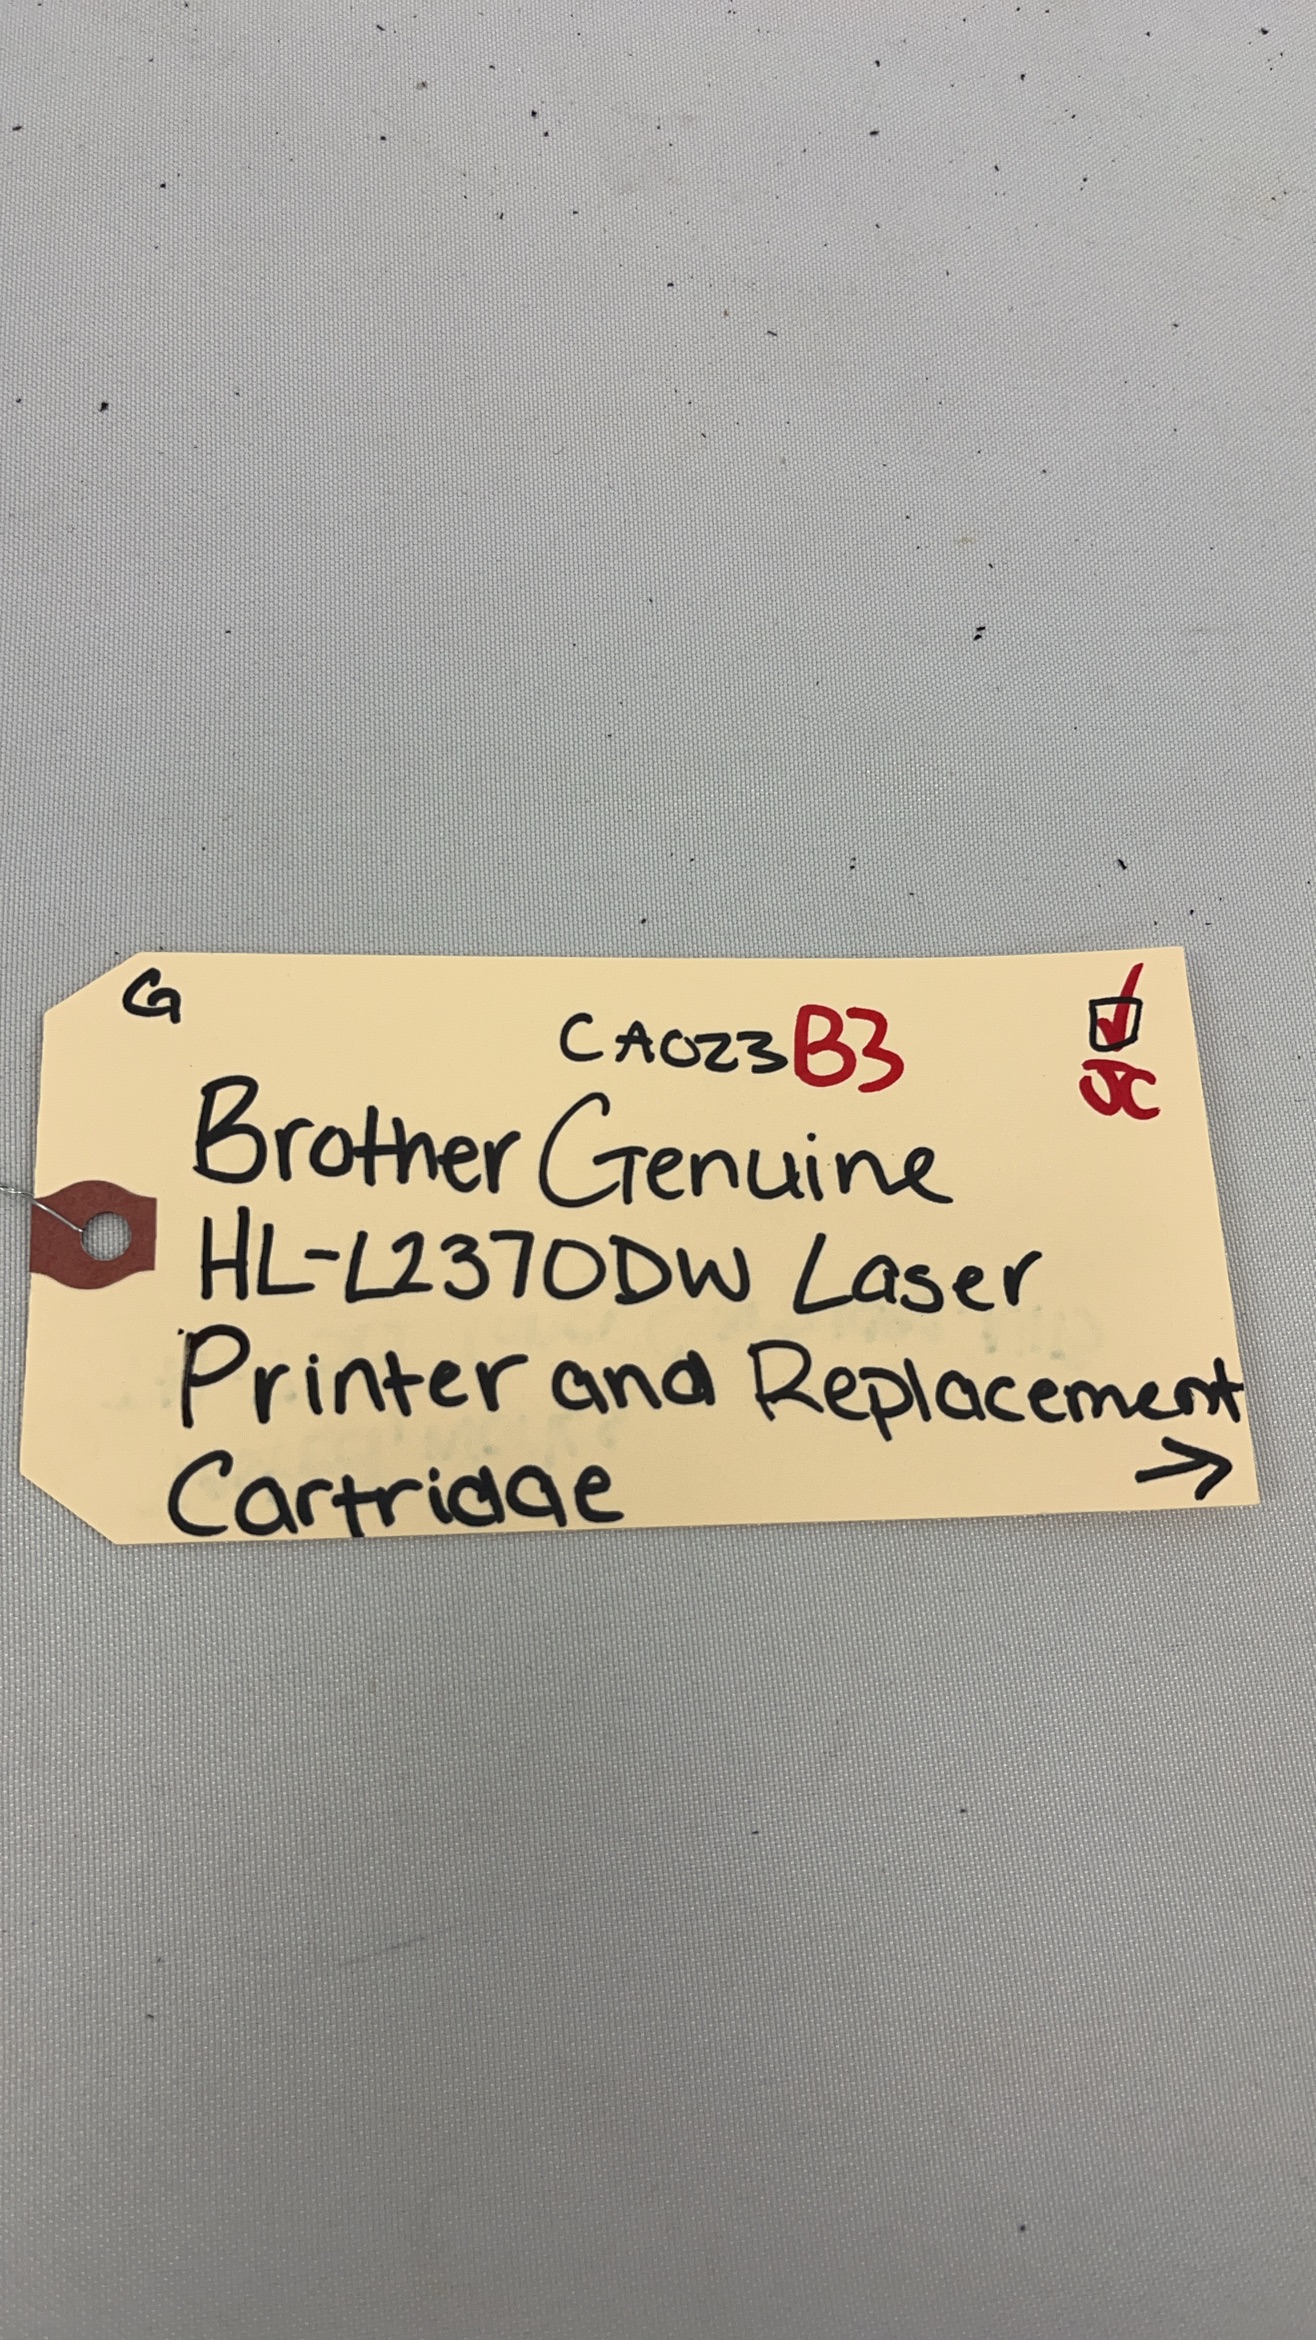 G
CA023B3
JC
Brother Genuine
HL-L2370DW Laser
Printer and Replacement
Cartridge